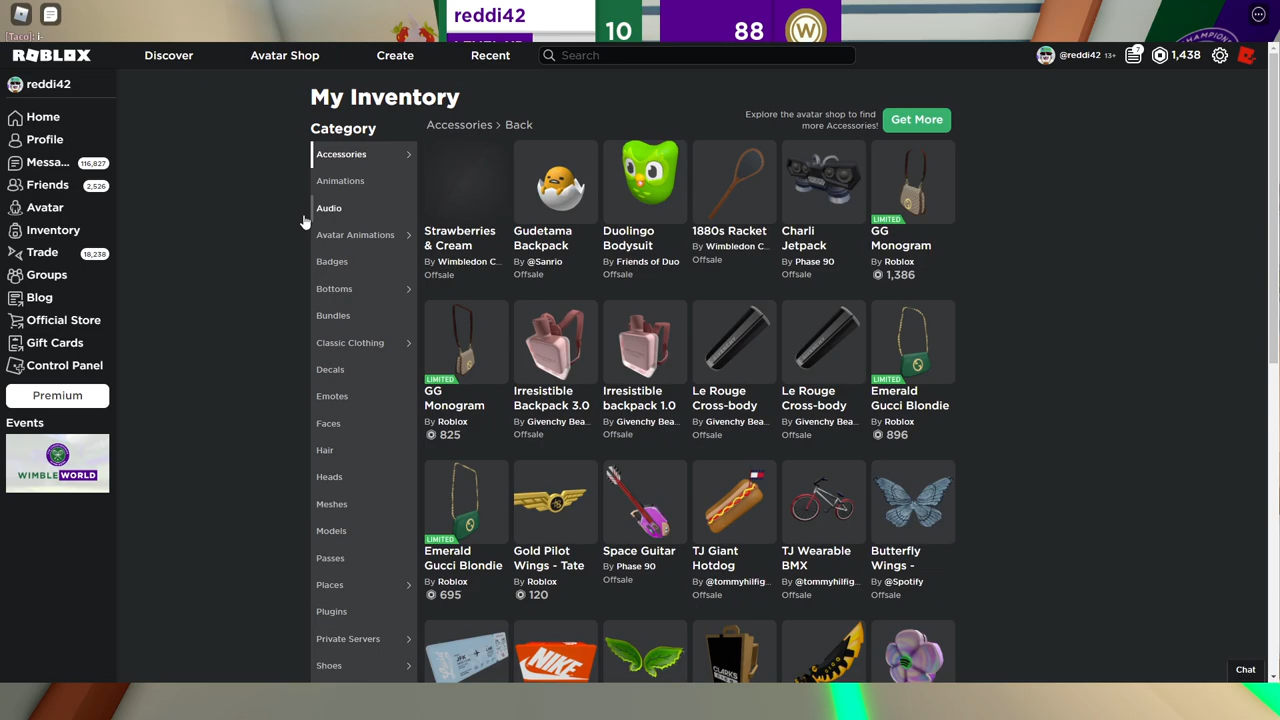 [Taco]: i-
reddi42
10
88
W
ROBLOX
Discover
Avatar Shop
Create
Recent
Search
@reddi42 13+
7
1,438
reddi42
Home
Profile
Messa... 116,827
Friends 2,526
Avatar
Inventory
Trade 18,238
Groups
Blog
Official Store
Gift Cards
Control Panel
Premium
Events
WIMBLEWORLD
My Inventory
Category
Accessories
Animations
Audio
Avatar Animations
Badges
Bottoms
Bundles
Classic Clothing
Decals
Emotes
Faces
Hair
Heads
Meshes
Models
Passes
Places
Plugins
Private Servers
Shoes
Accessories > Back
Explore the avatar shop to find
more Accessories!
Get More
Strawberries
& Cream
By Wimbledon C...
Offsale
Gudetama
Backpack
By @Sanrio
Offsale
Duolingo
Bodysuit
By Friends of Duo
Offsale
1880s Racket
By Wimbledon C...
Offsale
Charli
Jetpack
By Phase 90
Offsale
LIMITED
GG
Monogram
By Roblox
1,386
LIMITED
GG
Monogram
By Roblox
825
Irresistible
Backpack 3.0
By Givenchy Bea...
Offsale
Irresistible
backpack 1.0
By Givenchy Bea...
Offsale
Le Rouge
Cross-body
By Givenchy Bea...
Offsale
Le Rouge
Cross-body
By Givenchy Bea...
Offsale
LIMITED
Emerald
Gucci Blondie
By Roblox
896
LIMITED
Emerald
Gucci Blondie
By Roblox
695
Gold Pilot
Wings - Tate
By Roblox
120
Space Guitar
By Phase 90
Offsale
TJ Giant
Hotdog
By @tommyhilfig...
Offsale
TJ Wearable
BMX
By @tommyhilfig...
Offsale
Butterfly
Wings -
By @Spotify
Offsale
NIKE
CLARKS
Chat